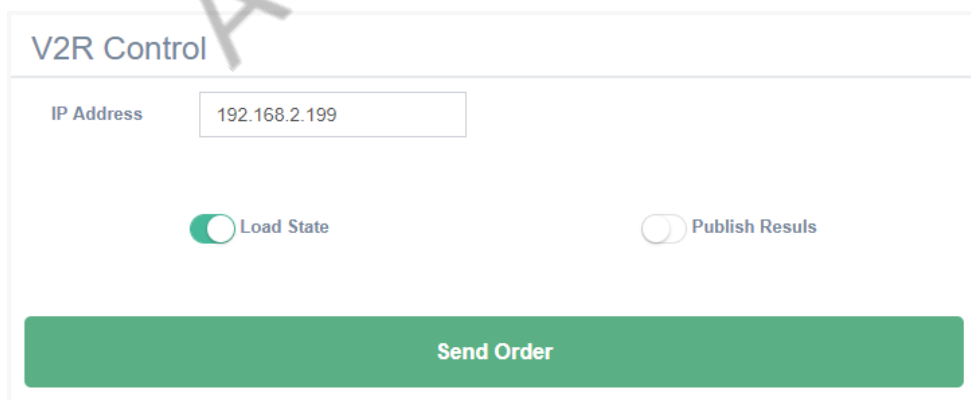 V2R Control
IP Address 192.168.2.199
Load State Publish Resuls
Send Order